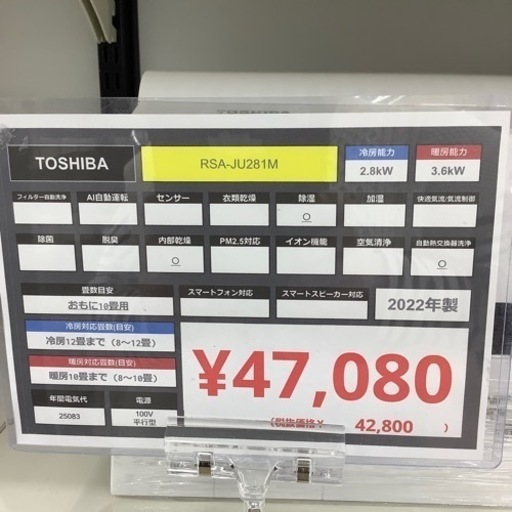 TOSHIBA
RSA-JU281M
冷房能力
2.8kW
暖房能力
3.6kW
フィルター自動洗浄
AI自動運転
センサー
衣類乾燥
除湿
○
加湿
快適気流/気流制御
除菌
脱臭
内部乾燥
○
PM2.5対応
イオン機能
空気清浄
自動熱交換器洗浄
○
畳数目安
おもに10畳用
スマートフォン対応
スマートスピーカー対応
2022年製
冷房対応畳数(目安)
冷房12畳まで（8〜12畳）
暖房対応畳数(目安)
暖房10畳まで（8〜10畳）
年間電気代
25083
電源
100V
平行型
¥47,080
(税抜価格¥ 42,800 )